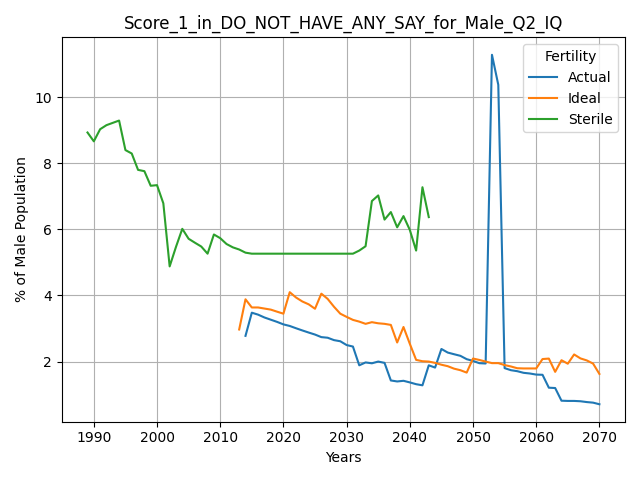 Score_1_in_DO_NOT_HAVE_ANY_SAY_for_Male_Q2_IQ
Fertility
Actual
Ideal
Sterile
% of Male Population
10
8
6
4
2
1990 2000 2010 2020 2030 2040 2050 2060 2070
Years